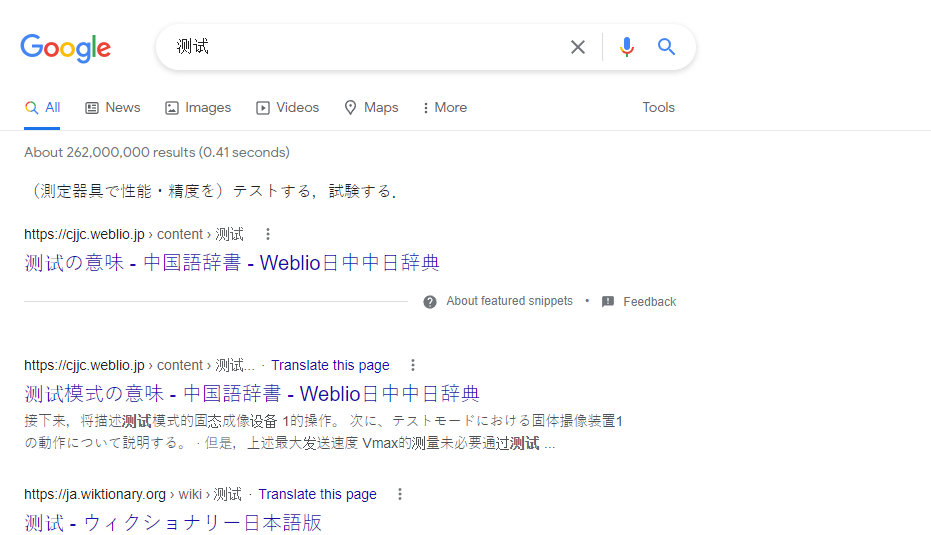 Google 测试
All News Images Videos Maps More Tools
About 262,000,000 results (0.41 seconds)
（測定器具で性能・精度を）テストする，試験する．
https://cjjc.weblio.jp › content › 测试
测试の意味 - 中国語辞書 - Weblio日中中日辞典
About featured snippets • Feedback
https://cjjc.weblio.jp › content › 测试... · Translate this page
测试模式の意味 - 中国語辞書 - Weblio日中中日辞典
接下来，将描述测试模式的固态成像设备 1的操作。 次に、テストモードにおける固体撮像装置1
の動作について説明する。 · 但是，上述最大发送速度 Vmax的测量未必要通过测试 ...
https://ja.wiktionary.org › wiki › 测试 · Translate this page
测试 - ウィクショナリー日本語版